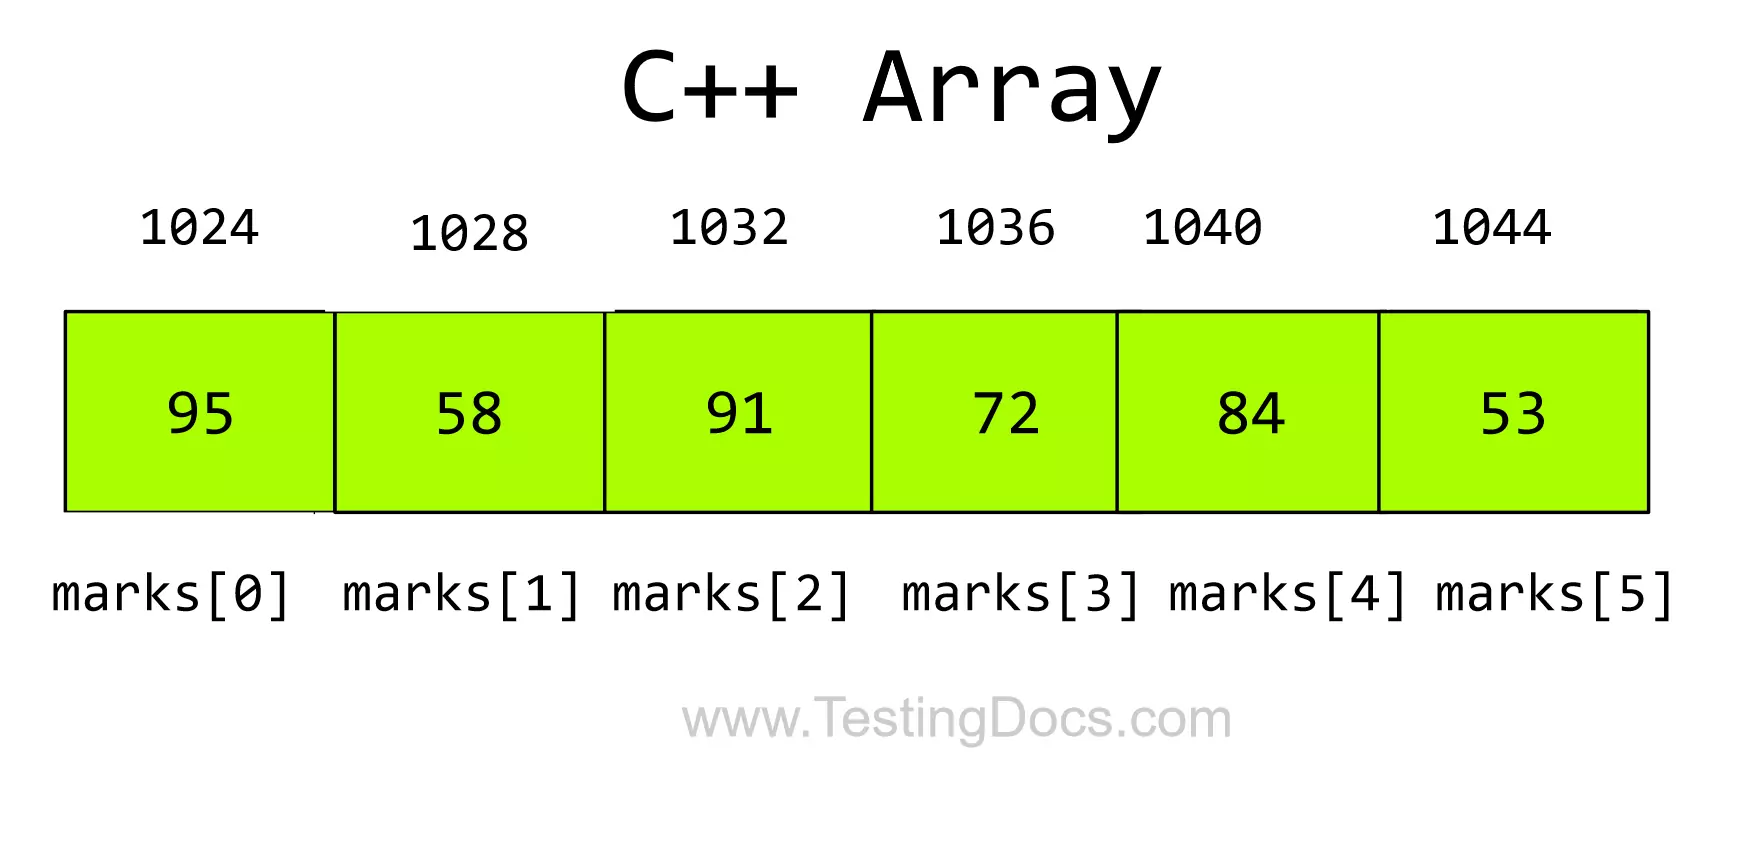 C++ Array
1024 1028 1032 1036 1040 1044
95 58 91 72 84 53
marks[0] marks[1] marks[2] marks[3] marks[4] marks[5]
www.TestingDocs.com